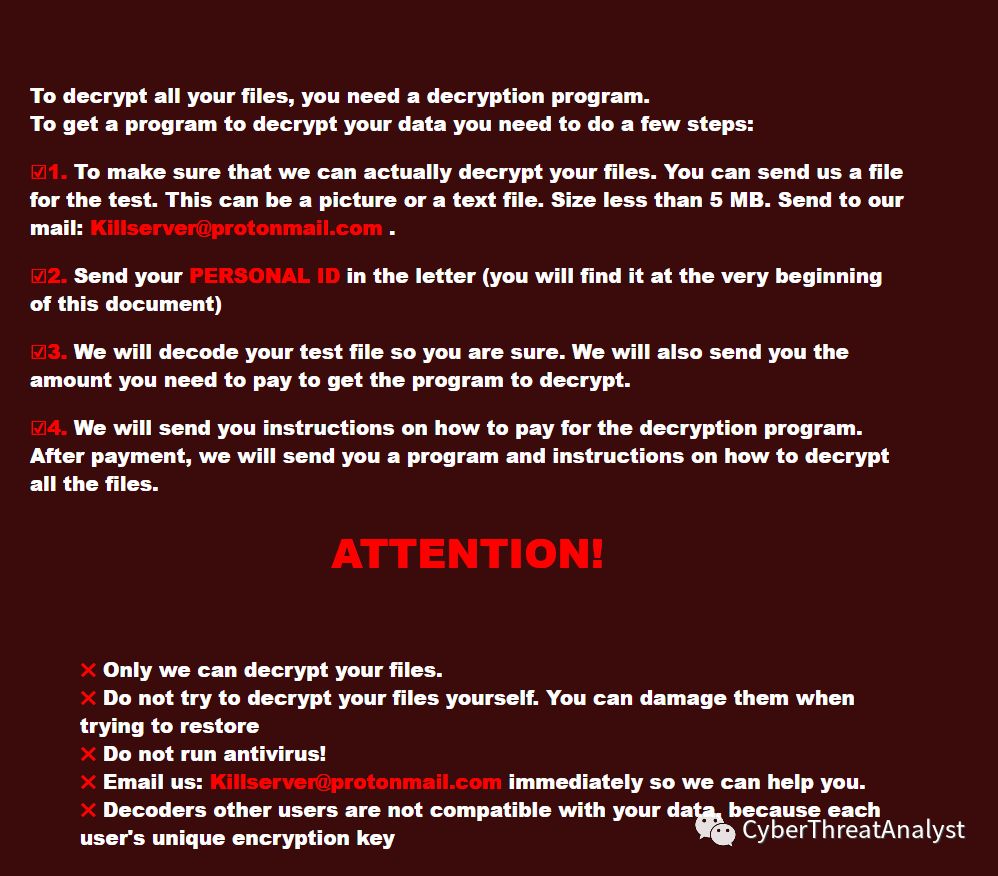 To decrypt all your files, you need a decryption program.
To get a program to decrypt your data you need to do a few steps:
☑1. To make sure that we can actually decrypt your files. You can send us a file
for the test. This can be a picture or a text file. Size less than 5 MB. Send to our
mail: Killserver@protonmail.com .
☑2. Send your PERSONAL ID in the letter (you will find it at the very beginning
of this document)
☑3. We will decode your test file so you are sure. We will also send you the
amount you need to pay to get the program to decrypt.
☑4. We will send you instructions on how to pay for the decryption program.
After payment, we will send you a program and instructions on how to decrypt
all the files.
ATTENTION!
❌ Only we can decrypt your files.
❌ Do not try to decrypt your files yourself. You can damage them when
trying to restore
❌ Do not run antivirus!
❌ Email us: Killserver@protonmail.com immediately so we can help you.
❌ Decoders other users are not compatible with your data, because each
user's unique encryption key
CyberThreatAnalyst